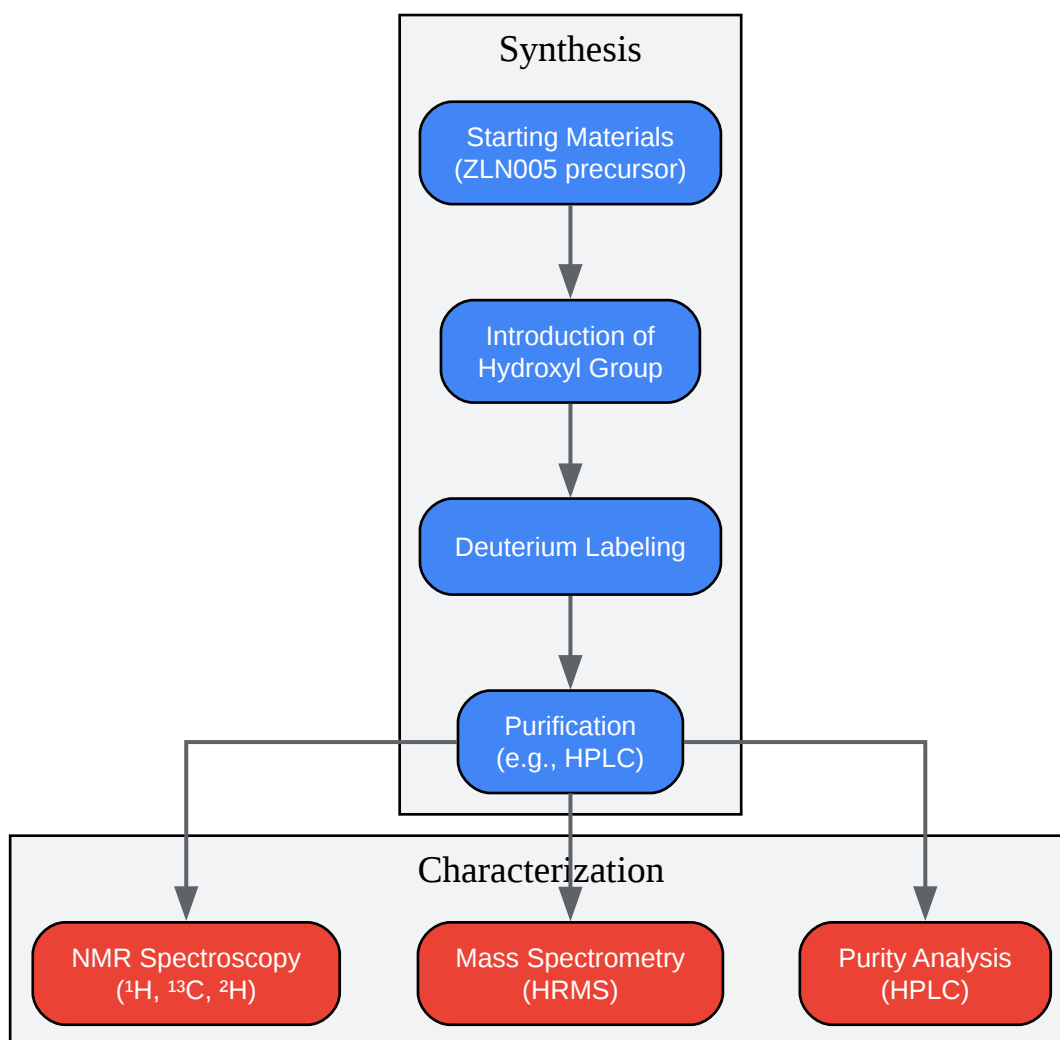 Synthesis
Starting Materials
(ZLN005 precursor)
Introduction of
Hydroxyl Group
Deuterium Labeling
Purification
(e.g., HPLC)
Characterization
NMR Spectroscopy
(¹H, ¹³C, ²H)
Mass Spectrometry
(HRMS)
Purity Analysis
(HPLC)